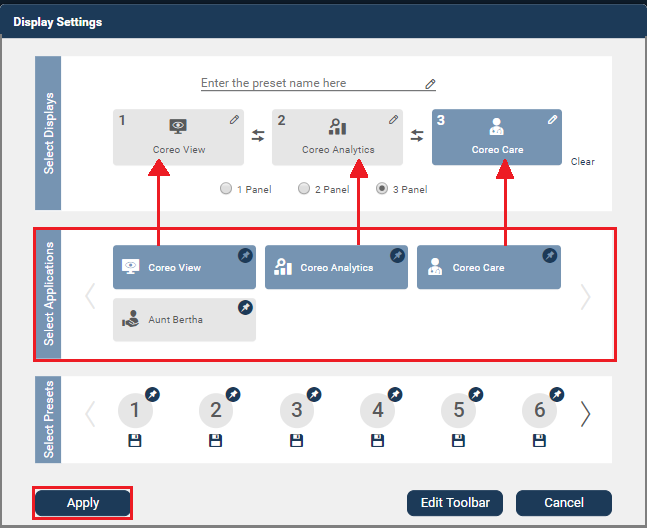 Display Settings
Select Displays
Enter the preset name here
1
Coreo View
2
Coreo Analytics
3
Coreo Care
Clear
1 Panel
2 Panel
3 Panel
Select Applications
Coreo View
Coreo Analytics
Coreo Care
Aunt Bertha
Select Presets
1
2
3
4
5
6
Apply
Edit Toolbar
Cancel